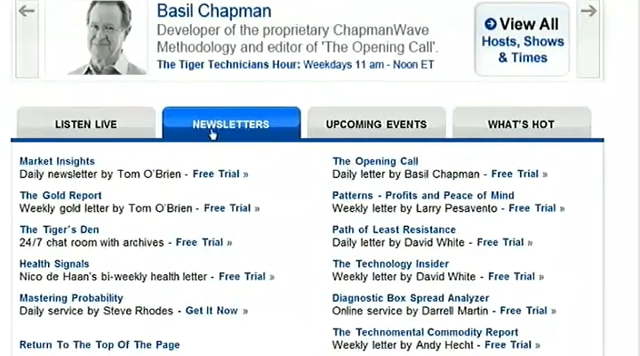 Basil Chapman
Developer of the proprietary ChapmanWave
Methodology and editor of 'The Opening Call'.
The Tiger Technicians Hour: Weekdays 11 am - Noon ET
View All
Hosts, Shows
& Times
LISTEN LIVE
NEWSLETTERS
UPCOMING EVENTS
WHAT'S HOT
Market Insights
Daily newsletter by Tom O'Brien - Free Trial »
The Gold Report
Weekly gold letter by Tom O'Brien - Free Trial »
The Tiger's Den
24/7 chat room with archives - Free Trial »
Health Signals
Nico de Haan's bi-weekly health letter - Free Trial »
Mastering Probability
Daily service by Steve Rhodes - Get It Now »
Return To The Top Of The Page
The Opening Call
Daily letter by Basil Chapman - Free Trial »
Patterns - Profits and Peace of Mind
Weekly letter by Larry Pesavento - Free Trial »
Path of Least Resistance
Daily letter by David White - Free Trial »
The Technology Insider
Weekly letter by David White - Free Trial »
Diagnostic Box Spread Analyzer
Online service by Darrell Martin - Free Trial »
The Technomental Commodity Report
Weekly letter by Andy Hecht - Free Trial »